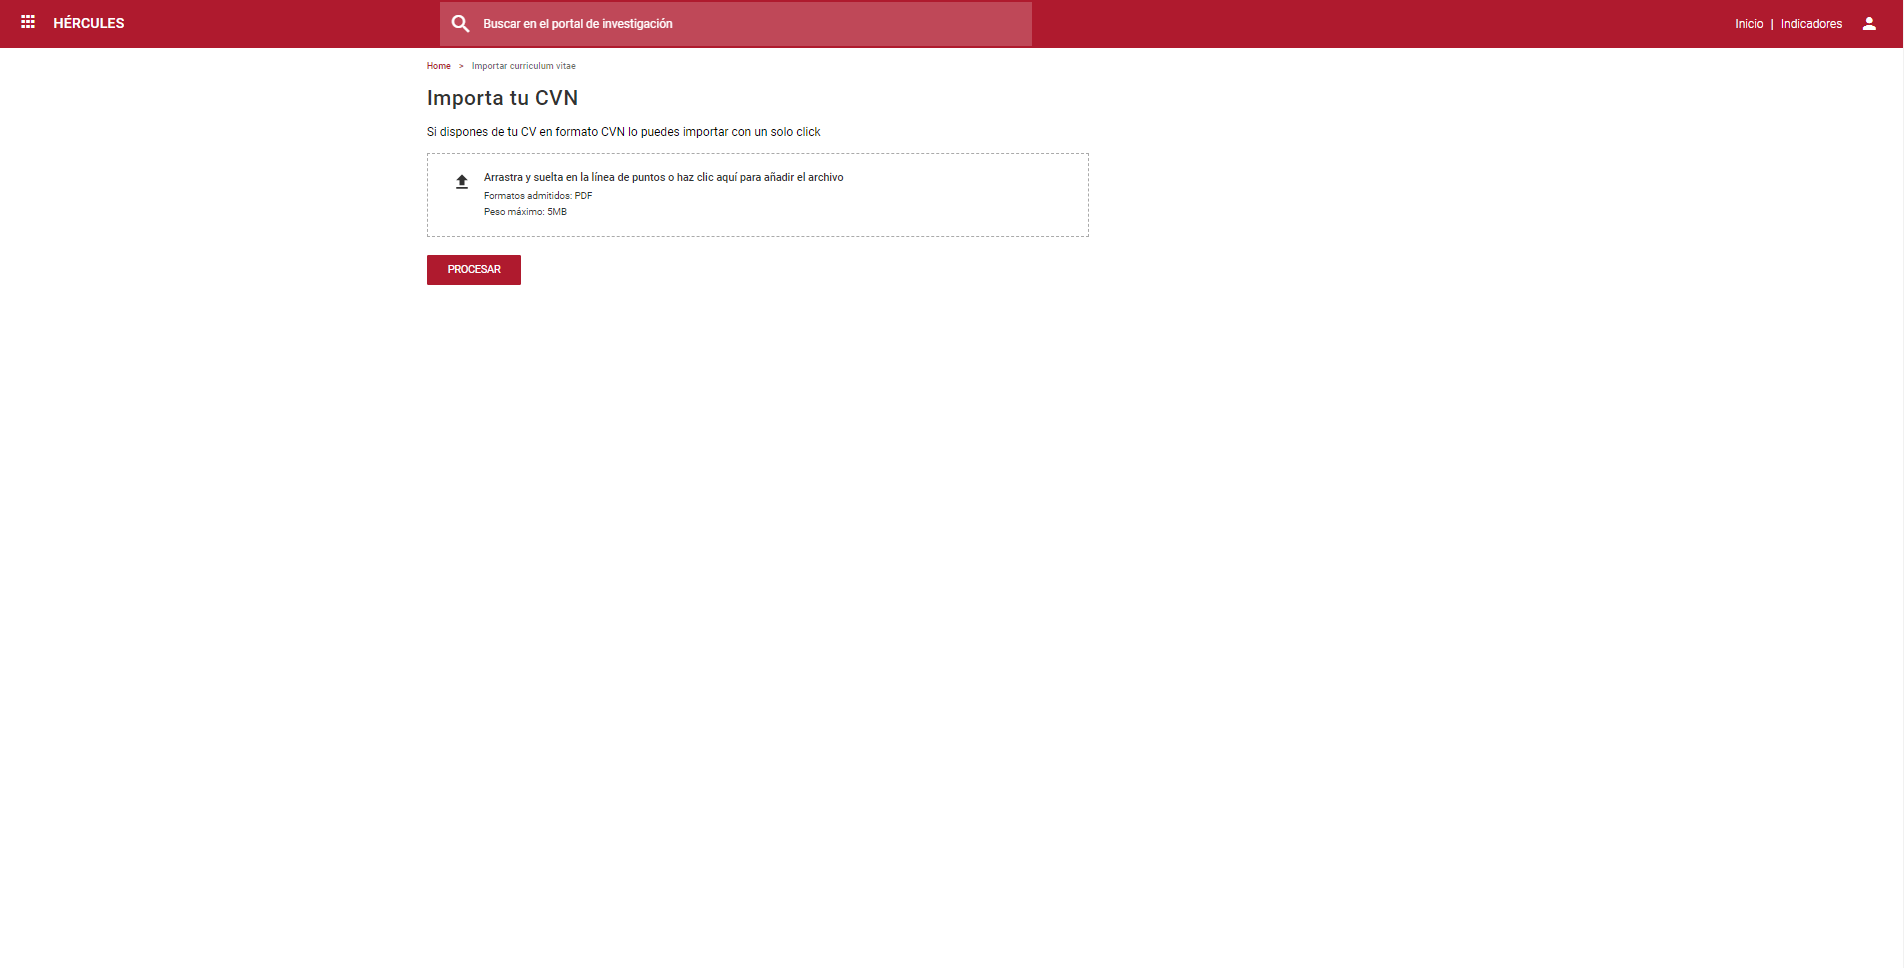 HÉRCULES
Buscar en el portal de investigación
Inicio | Indicadores
Home > Importar curriculum vitae
Importa tu CVN
Si dispones de tu CV en formato CVN lo puedes importar con un solo click
Arrastra y suelta en la línea de puntos o haz clic aquí para añadir el archivo
Formatos admitidos: PDF
Peso máximo: 5MB
PROCESAR